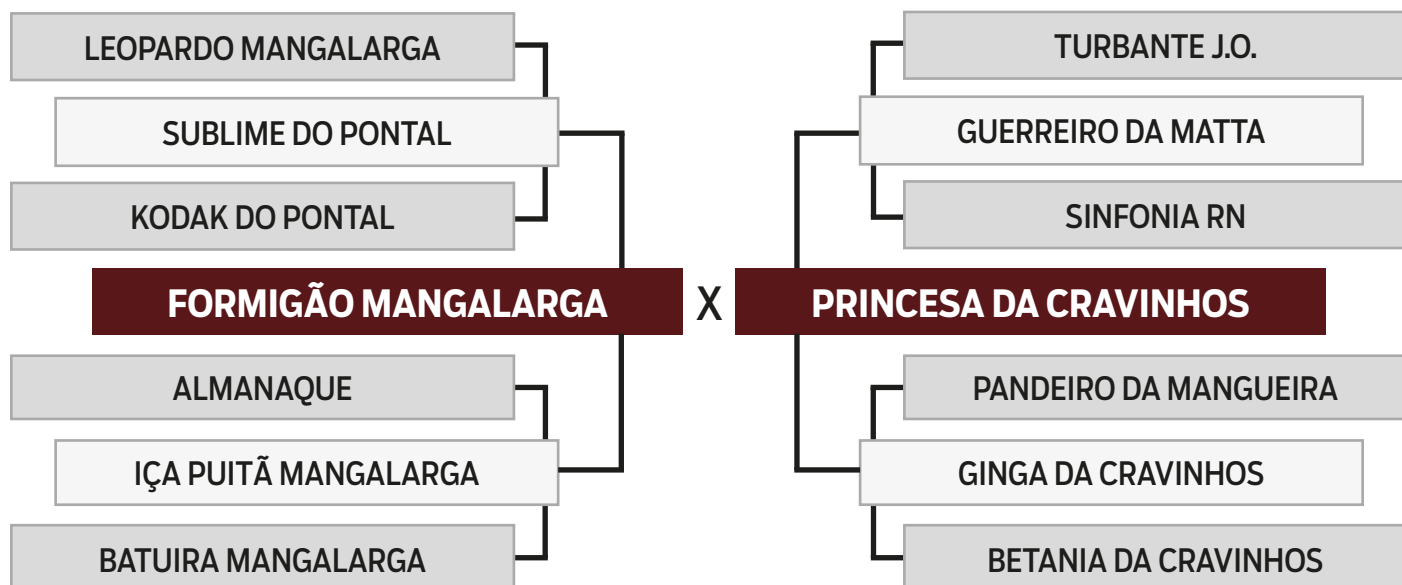 LEOPARDO MANGALARGA
SUBLIME DO PONTAL
KODAK DO PONTAL
FORMIGÃO MANGALARGA
ALMANAQUE
IÇA PUITÃ MANGALARGA
BATUIRA MANGALARGA
X
TURBANTE J.O.
GUERREIRO DA MATTA
SINFONIA RN
PRINCESA DA CRAVINHOS
PANDEIRO DA MANGUEIRA
GINGA DA CRAVINHOS
BETANIA DA CRAVINHOS